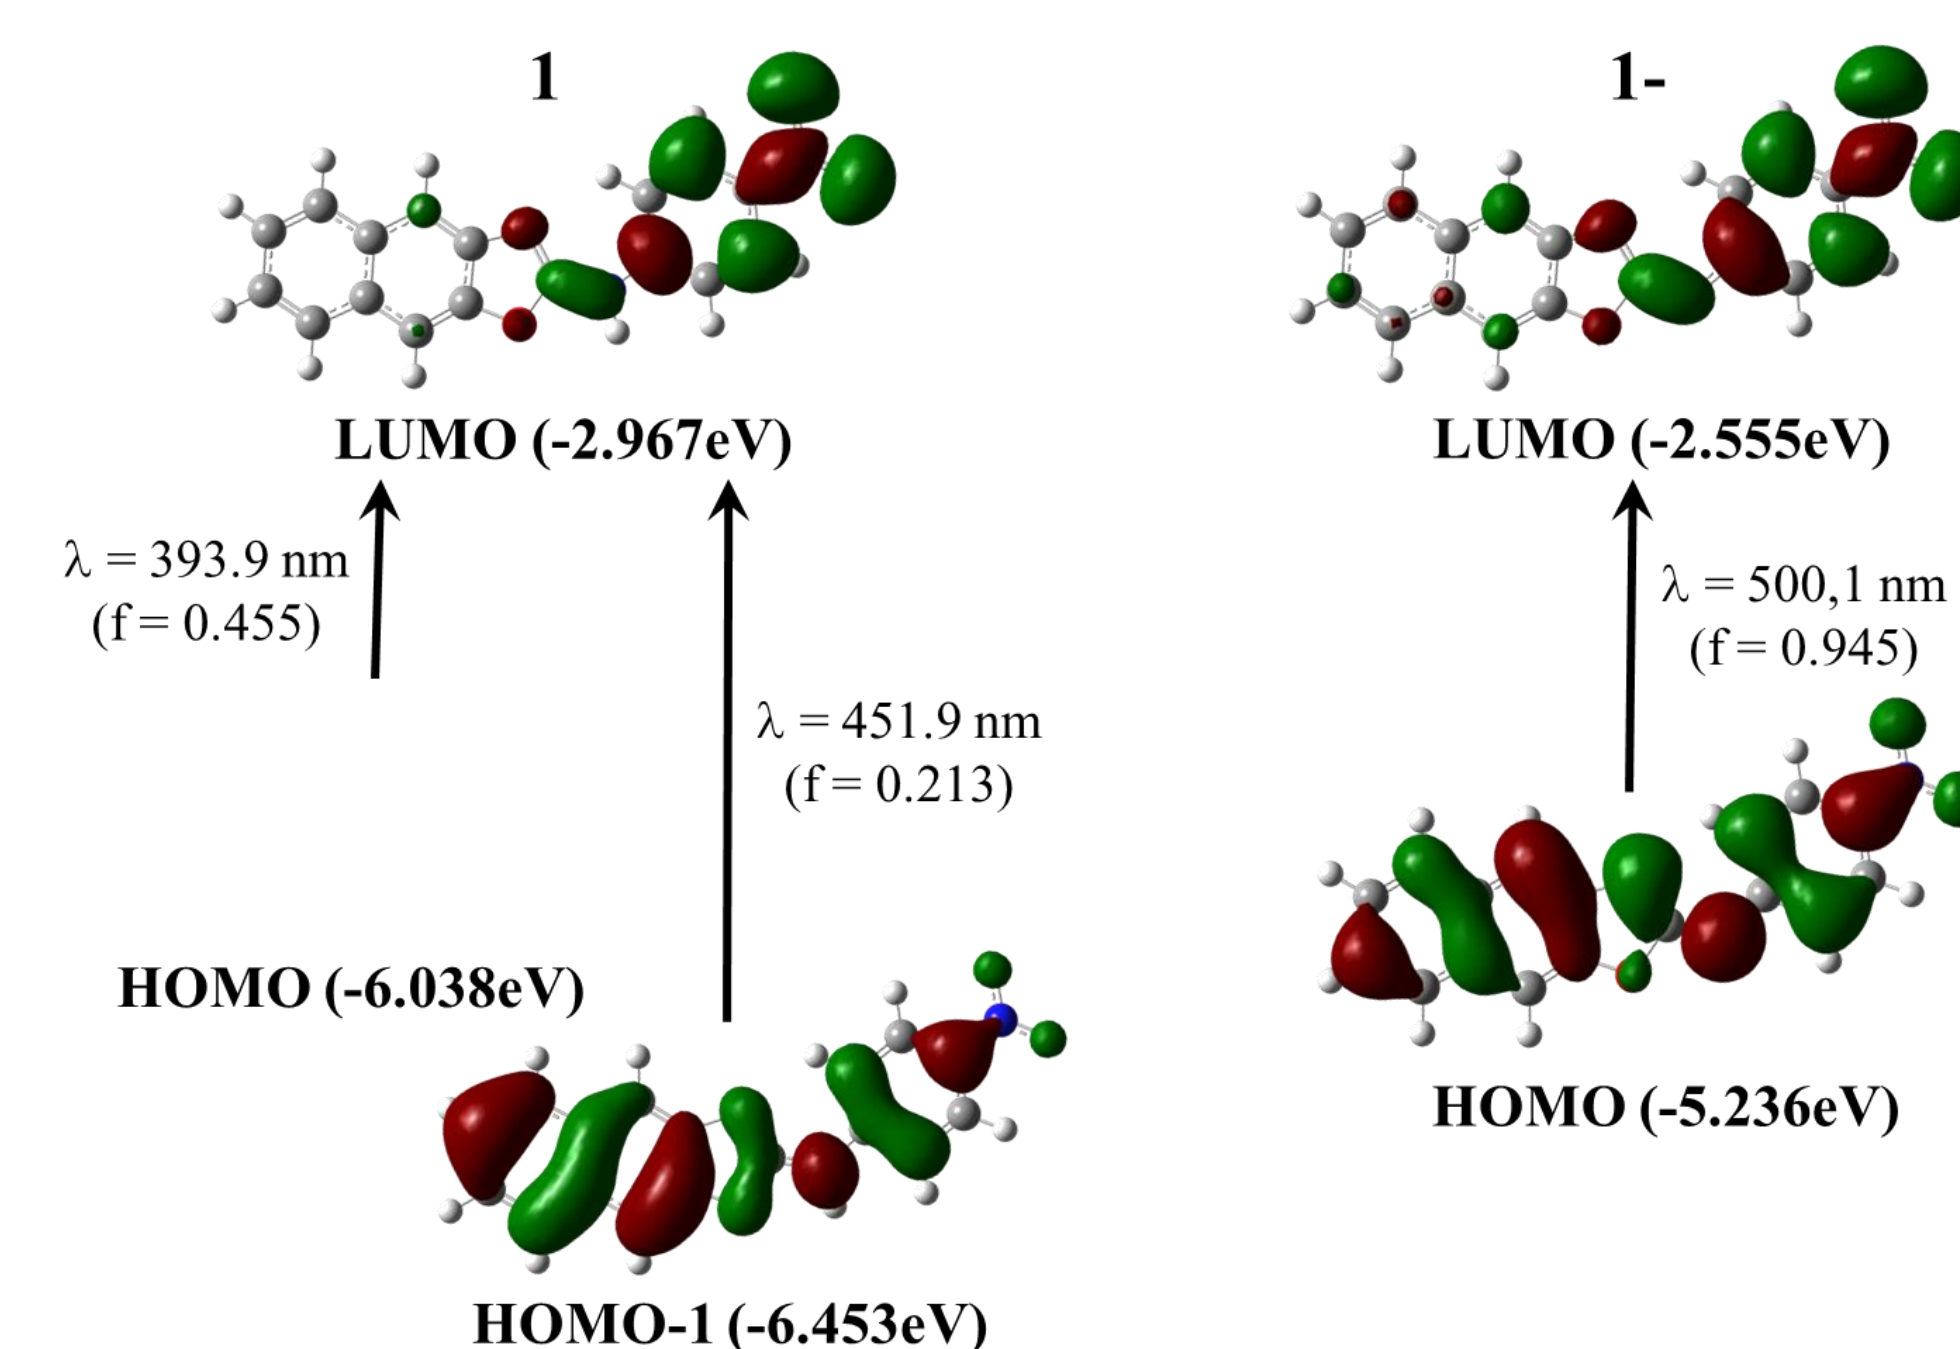 1
LUMO (-2.967eV)
λ = 393.9 nm
(f = 0.455)
λ = 451.9 nm
(f = 0.213)
HOMO (-6.038eV)
HOMO-1 (-6.453eV)
1-
LUMO (-2.555eV)
λ = 500,1 nm
(f = 0.945)
HOMO (-5.236eV)